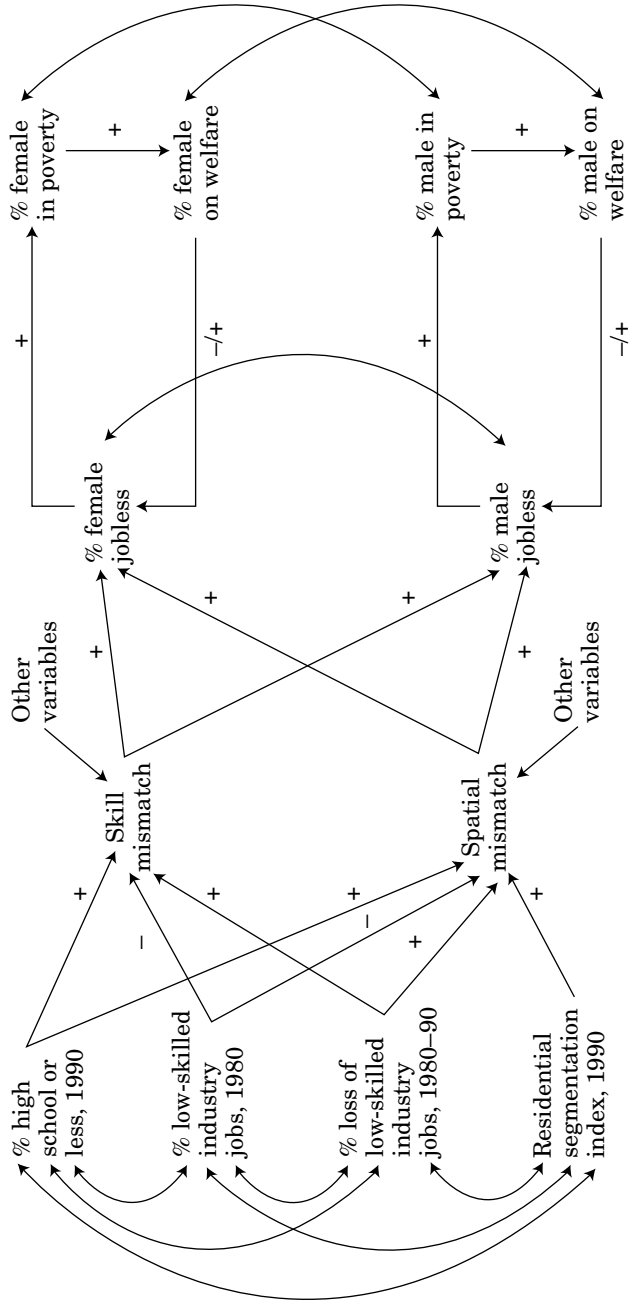 % high
school or
less, 1990
% low-skilled
industry
jobs, 1980
% loss of
low-skilled
industry
jobs, 1980–90
Residential
segmentation
index, 1990
+
–
+
+
–
+
+
Other
variables
Skill
mismatch
Spatial
mismatch
Other
variables
+
+
+
+
% female
jobless
% male
jobless
+
–/+
+
–/+
% female
in poverty
+
% female
on welfare
% male in
poverty
+
% male on
welfare